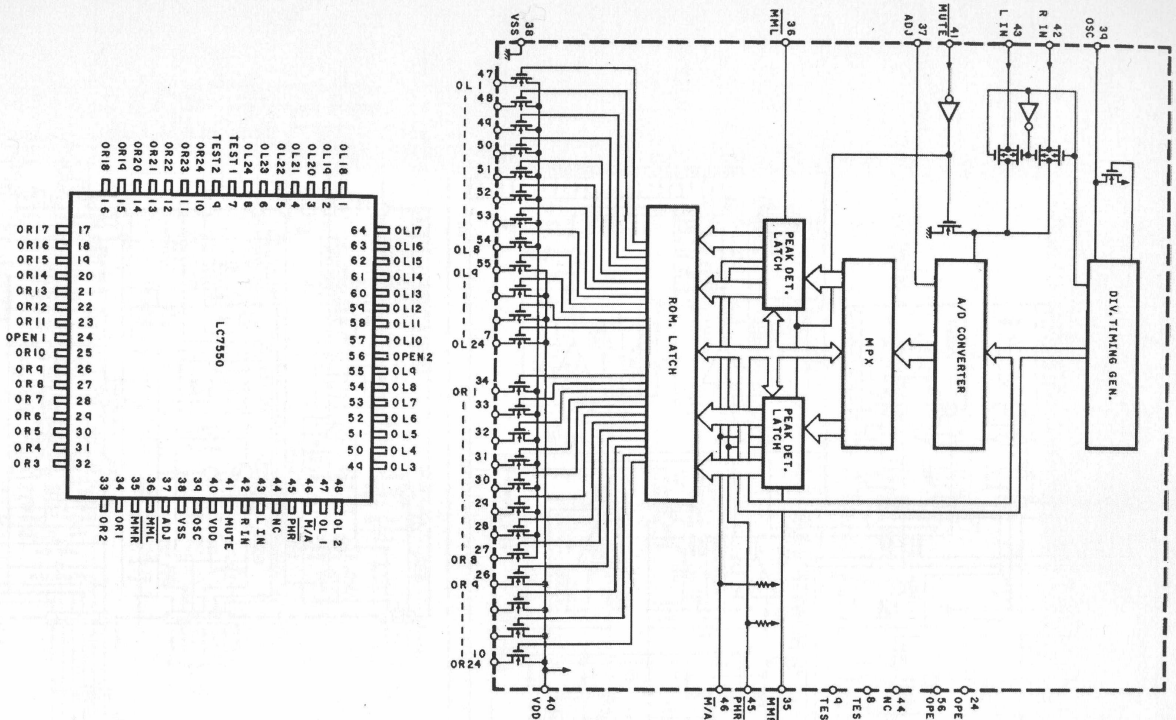 OR18 16
OR19 15
OR20 14
OR21 13
OR22 12
OR23 11
OR24 10
TEST2 9
TEST1 7
OL24 8
OL23 6
OL22 5
OL21 4
OL20 3
OL19 2
OL18 1
OR17 17
OR16 18
OR15 19
OR14 20
OR13 21
OR12 22
OR11 23
OPEN1 24
OR10 25
OR9 26
OR8 27
OR7 28
OR6 29
OR5 30
OR4 31
OR3 32
LC7550
64 OL17
63 OL16
62 OL15
61 OL14
60 OL13
59 OL12
58 OL11
57 OL10
56 OPEN2
55 OL9
54 OL8
53 OL7
52 OL6
51 OL5
50 OL4
49 OL3
33 OR2
34 OR1
35 MMR
36 MML
37 ADJ
38 VSS
39 OSC
40 VDD
41 MUTE
42 R IN
43 L IN
44 NC
45 PHR
46 M/A
47 OL1
48 OL2
38 VSS
36 MML
37 ADJ
41 MUTE
43 L IN
42 R IN
39 OSC
47
OL1
48
49
50
51
52
53
54
OL8
55
OL9
7
OL24
34
OR1
33
32
31
30
29
28
27
OR8
26
OR9
10
OR24
ROM. LATCH
PEAK DET.
LATCH
PEAK DET.
LATCH
MPX
A/D CONVERTER
DIV. TIMING GEN.
40 VDD
46 M/A
45 PHR
35 MMR
9 TES
8 TES
44 NC
56 OPE
24 OPE